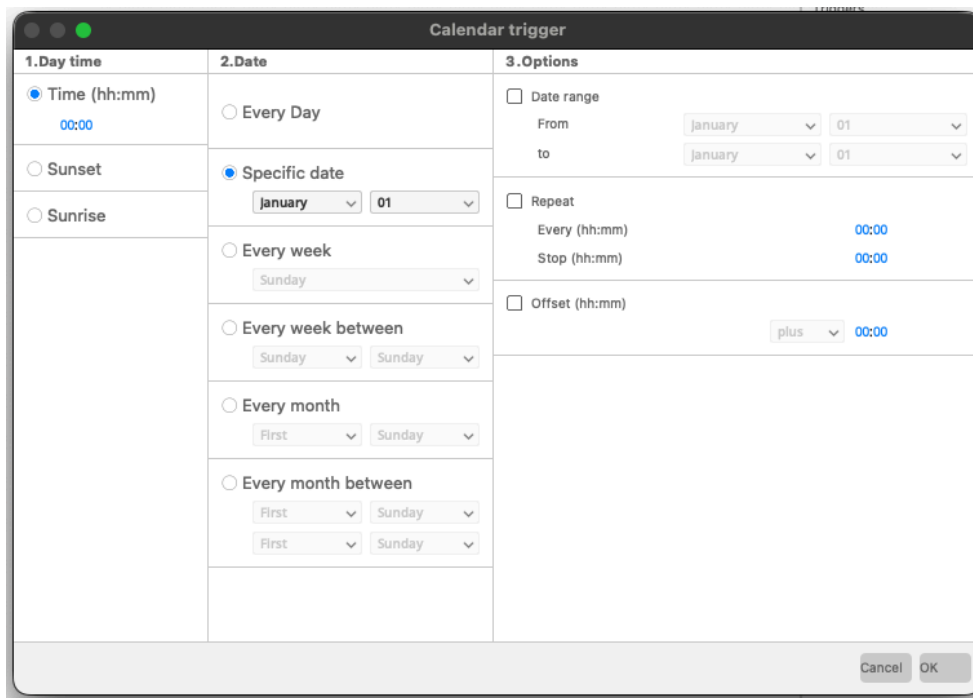 Calendar trigger
1.Day time
Time (hh:mm)
00:00
Sunset
Sunrise
2.Date
Every Day
Specific date
January 01
Every week
Sunday
Every week between
Sunday Sunday
Every month
First Sunday
Every month between
First Sunday
First Sunday
3.Options
Date range
From January 01
to January 01
Repeat
Every (hh:mm) 00:00
Stop (hh:mm) 00:00
Offset (hh:mm)
plus 00:00
Cancel OK